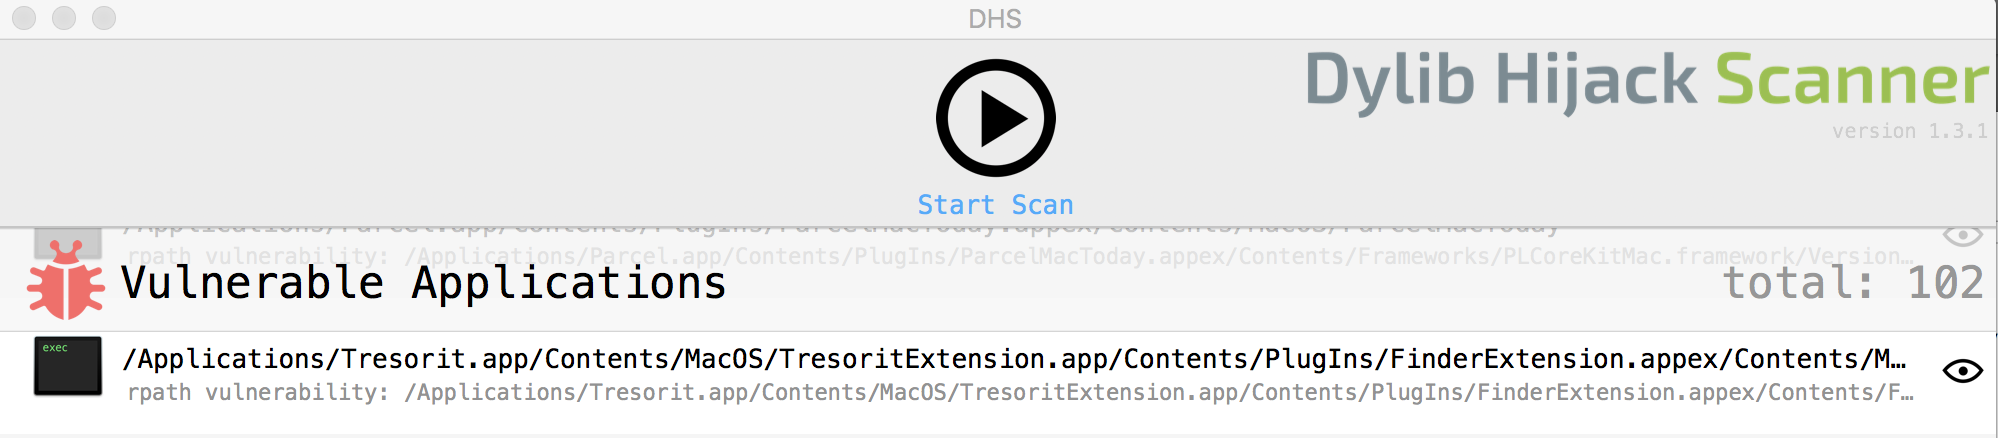 DHS
Dylib Hijack Scanner
version 1.3.1
Start Scan
/Applications/Parcel.app/Contents/PlugIns/ParcelMacToday.appex/Contents/MacOS/ParcelMacToday
rpath vulnerability: /Applications/Parcel.app/Contents/PlugIns/ParcelMacToday.appex/Contents/Frameworks/PLCoreKitMac.framework/Version…
Vulnerable Applications total: 102
exec
/Applications/Tresorit.app/Contents/MacOS/TresoritExtension.app/Contents/PlugIns/FinderExtension.appex/Contents/M…
rpath vulnerability: /Applications/Tresorit.app/Contents/MacOS/TresoritExtension.app/Contents/PlugIns/FinderExtension.appex/Contents/F…